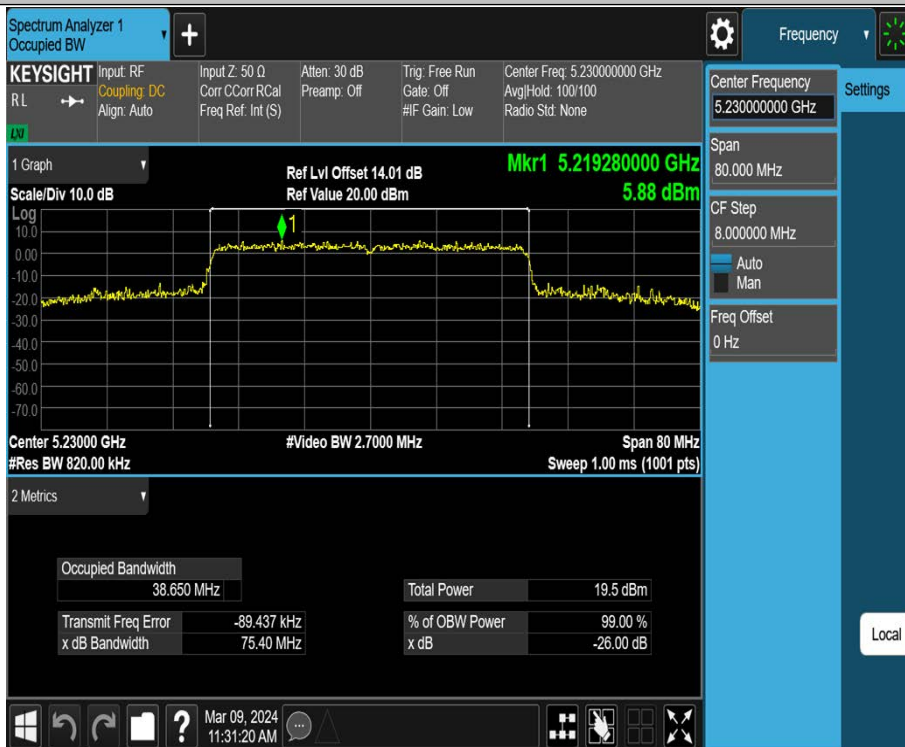 Spectrum Analyzer 1
Occupied BW
+
Frequency
KEYSIGHT
RL
LXI
Input: RF
Coupling: DC
Align: Auto
Input Z: 50 Ω
Corr CCorr RCal
Freq Ref: Int (S)
Atten: 30 dB
Preamp: Off
Trig: Free Run
Gate: Off
#IF Gain: Low
Center Freq: 5.230000000 GHz
Avg|Hold: 100/100
Radio Std: None
Center Frequency
5.230000000 GHz
Settings
Span
80.000 MHz
CF Step
8.000000 MHz
Auto
Man
Freq Offset
0 Hz
1 Graph
Scale/Div 10.0 dB
Ref Lvl Offset 14.01 dB
Ref Value 20.00 dBm
Mkr1 5.219280000 GHz
5.88 dBm
Log
1
10.0
0.00
-10.0
-20.0
-30.0
-40.0
-50.0
-60.0
-70.0
Center 5.23000 GHz
#Video BW 2.7000 MHz
Span 80 MHz
#Res BW 820.00 kHz
Sweep 1.00 ms (1001 pts)
2 Metrics
Occupied Bandwidth
38.650 MHz
Total Power 19.5 dBm
Transmit Freq Error -89.437 kHz
% of OBW Power 99.00 %
x dB Bandwidth 75.40 MHz
x dB -26.00 dB
Local
?
Mar 09, 2024
11:31:20 AM